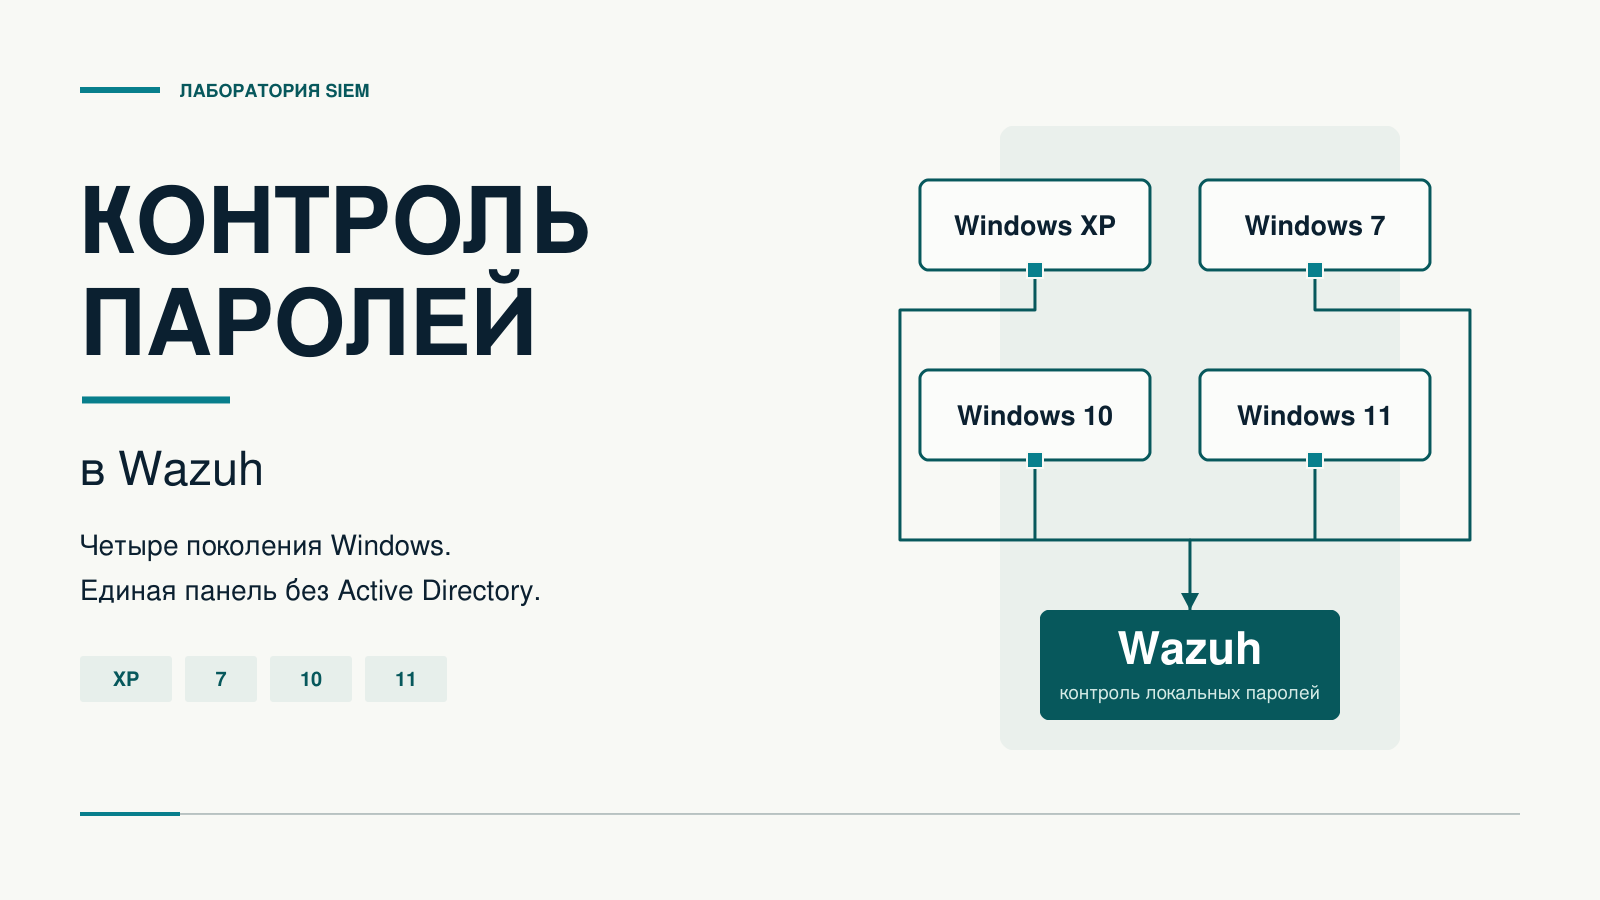 ЛАБОРАТОРИЯ SIEM
КОНТРОЛЬ
ПАРОЛЕЙ
в Wazuh
Четыре поколения Windows.
Единая панель без Active Directory.
XP
7
10
11
Windows XP
Windows 7
Windows 10
Windows 11
Wazuh
контроль локальных паролей